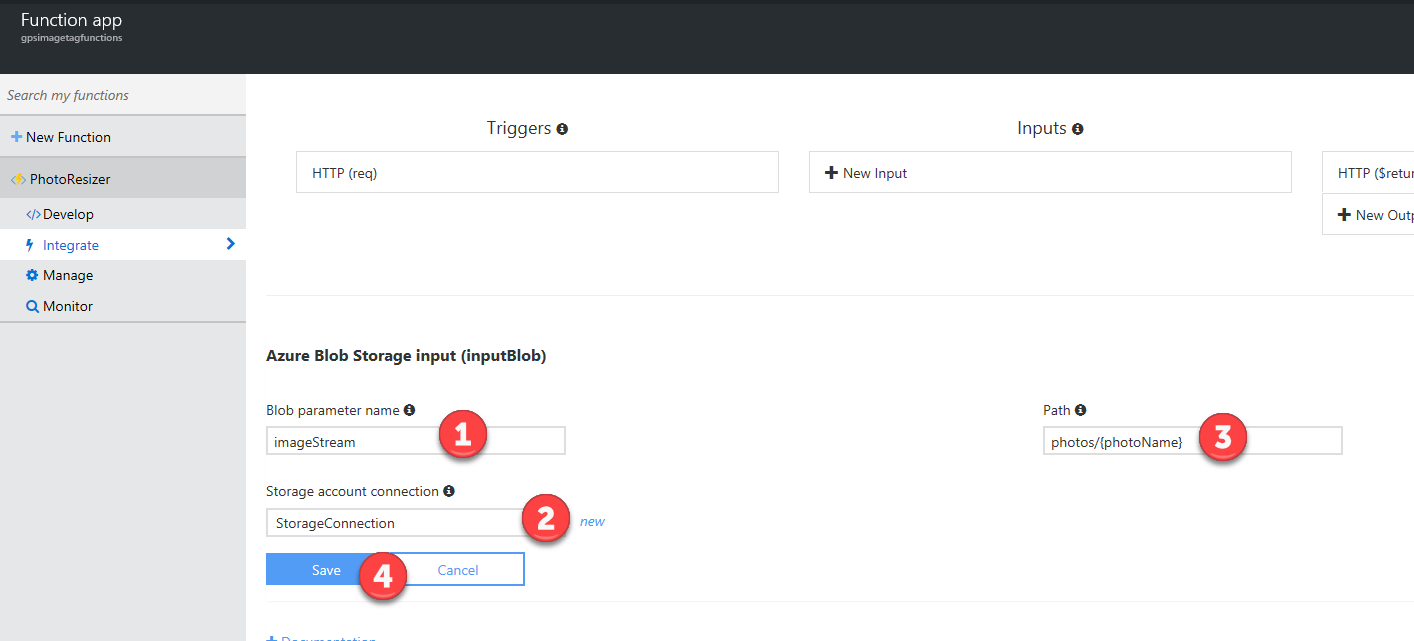 Function app
gpsimagetagfunctions
Search my functions
New Function
PhotoResizer
</> Develop
Integrate
Manage
Monitor
Triggers
Inputs
HTTP (req)
New Input
HTTP ($retur
New Outp
Azure Blob Storage input (inputBlob)
Blob parameter name
Path
imageStream
1
photos/{photoName}
3
Storage account connection
StorageConnection
2
new
Save
4
Cancel
+ Documentation